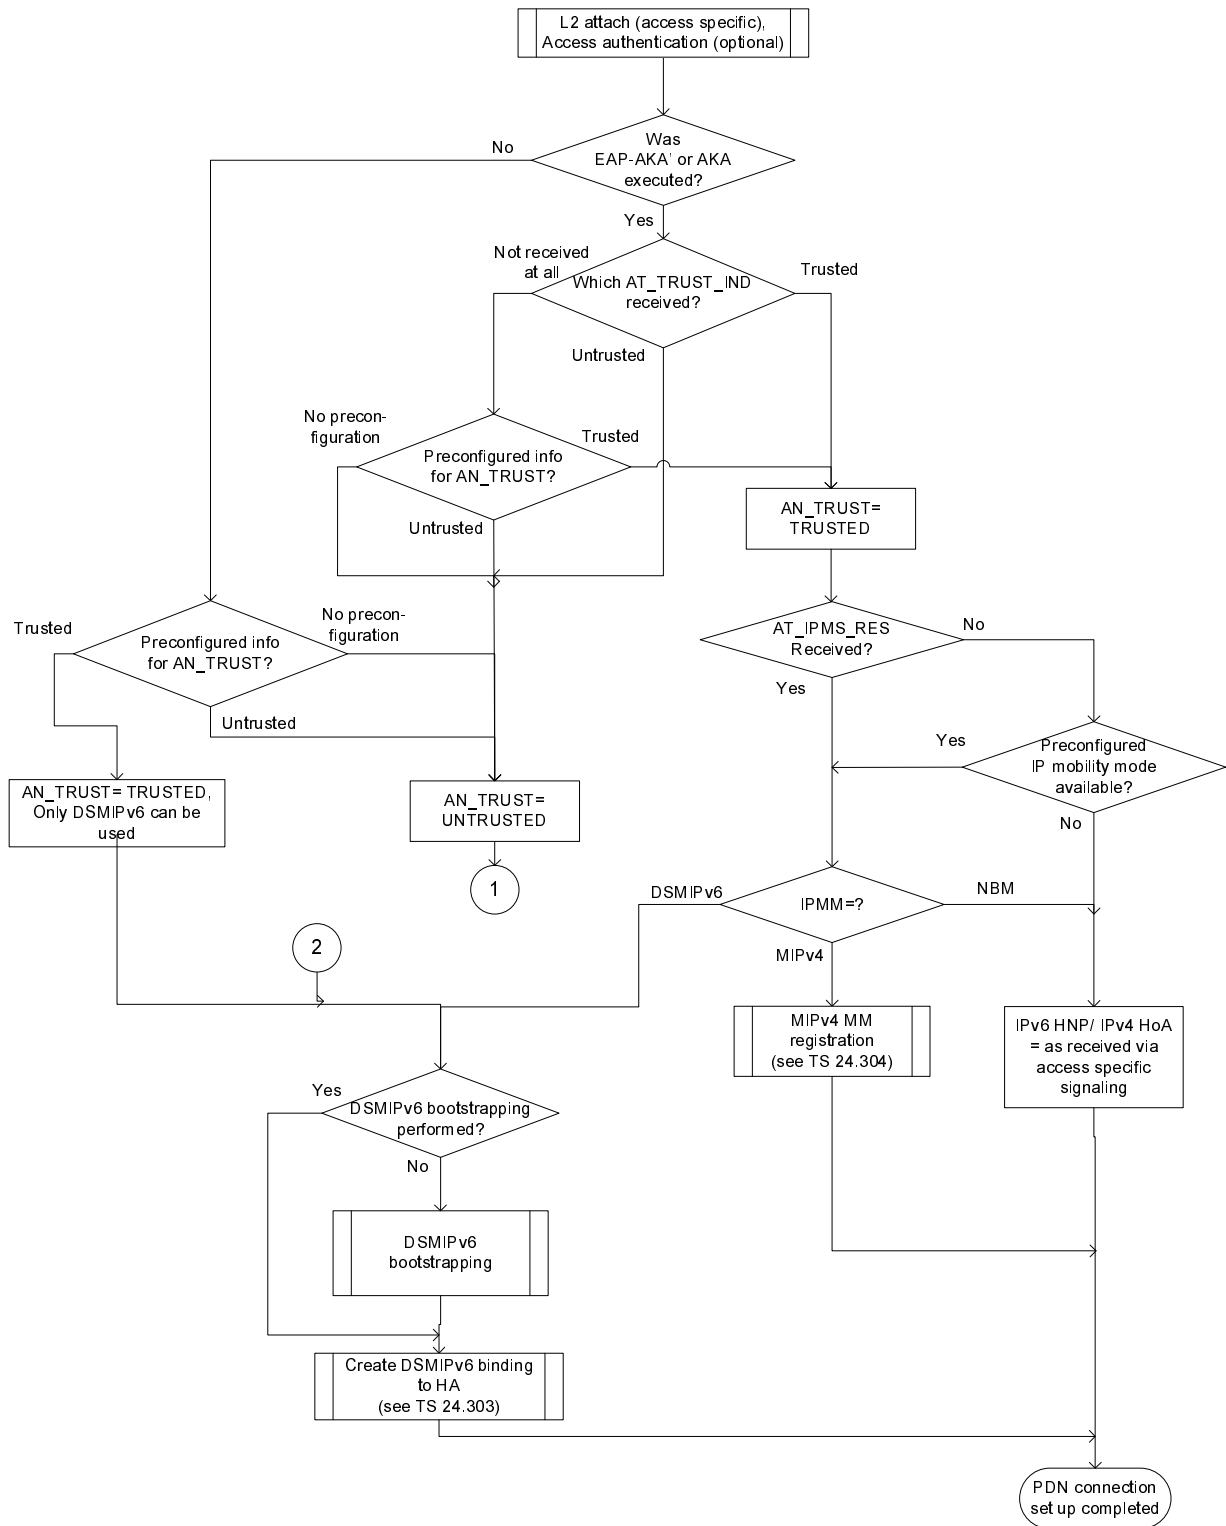 L2 attach (access specific),
Access authentication (optional)
Was
EAP-AKA' or AKA
executed?
No
Yes
Not received
at all
Which AT_TRUST_IND
received?
Trusted
Untrusted
No precon-
figuration
Preconfigured info
for AN_TRUST?
Trusted
Untrusted
AN_TRUST=
TRUSTED
Trusted
Preconfigured info
for AN_TRUST?
No precon-
figuration
Untrusted
AT_IPMS_RES
Received?
No
Yes
Yes
Preconfigured
IP mobility mode
available?
No
AN_TRUST= TRUSTED,
Only DSMIPv6 can be
used
AN_TRUST=
UNTRUSTED
1
DSMIPv6
IPMM=?
NBM
MIPv4
2
MIPv4 MM
registration
(see TS 24.304)
IPv6 HNP/ IPv4 HoA
= as received via
access specific
signaling
Yes
DSMIPv6 bootstrapping
performed?
No
DSMIPv6
bootstrapping
Create DSMIPv6 binding
to HA
(see TS 24.303)
PDN connection
set up completed